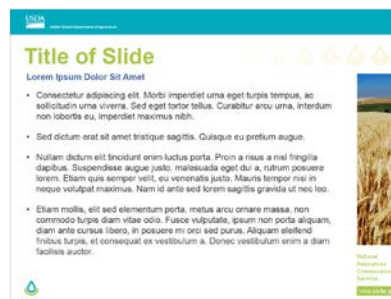 USDA
United States Department of Agriculture
Title of Slide
Lorem Ipsum Dolor Sit Amet
• Consectetur adipiscing elit. Morbi imperdiet urna eget turpis tempus, ac
sollicitudin urna viverra. Sed eget tortor tellus. Curabitur arcu urna, interdum
non lobortis eu, imperdiet maximus nibh.
• Sed dictum erat sit amet tristique sagittis. Quisque eu pretium augue.
• Nullam dictum elit tincidunt enim luctus porta. Proin a risus a nisl fringilla
dapibus. Suspendisse augue justo, malesuada eget dui a, rutrum posuere
lorem. Etiam quis semper velit, eu venenatis justo. Mauris tempor nisi in
neque volutpat maximus. Nam id ante sed lorem sagittis gravida ut nec leo.
• Etiam mollis, elit sed elementum porta, metus arcu ornare massa, non
commodo turpis diam vitae odio. Fusce vulputate, ipsum non porta aliquam,
diam ante cursus libero, in posuere mi orci sed purus. Aliquam eleifend
finibus turpis, et consequat ex vestibulum a. Donec vestibulum enim a diam
facilisis auctor.
Natural
Resources
Conservation
Service